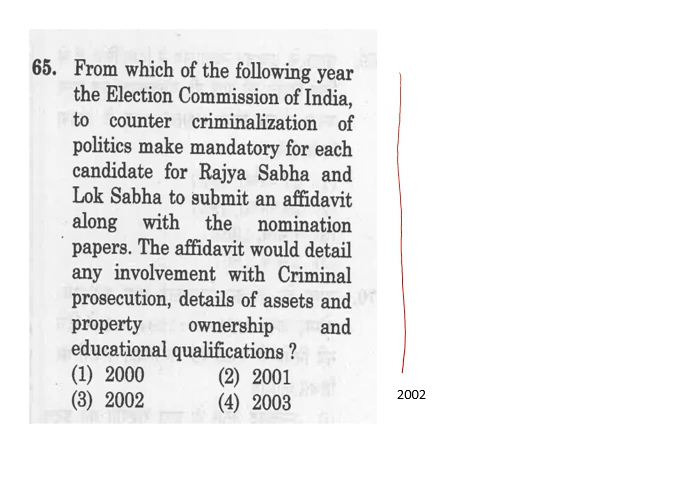 65. From which of the following year
the Election Commission of India,
to counter criminalization of
politics make mandatory for each
candidate for Rajya Sabha and
Lok Sabha to submit an affidavit
along with the nomination
papers. The affidavit would detail
any involvement with Criminal
prosecution, details of assets and
property ownership and
educational qualifications ?
(1) 2000 (2) 2001
(3) 2002 (4) 2003
2002